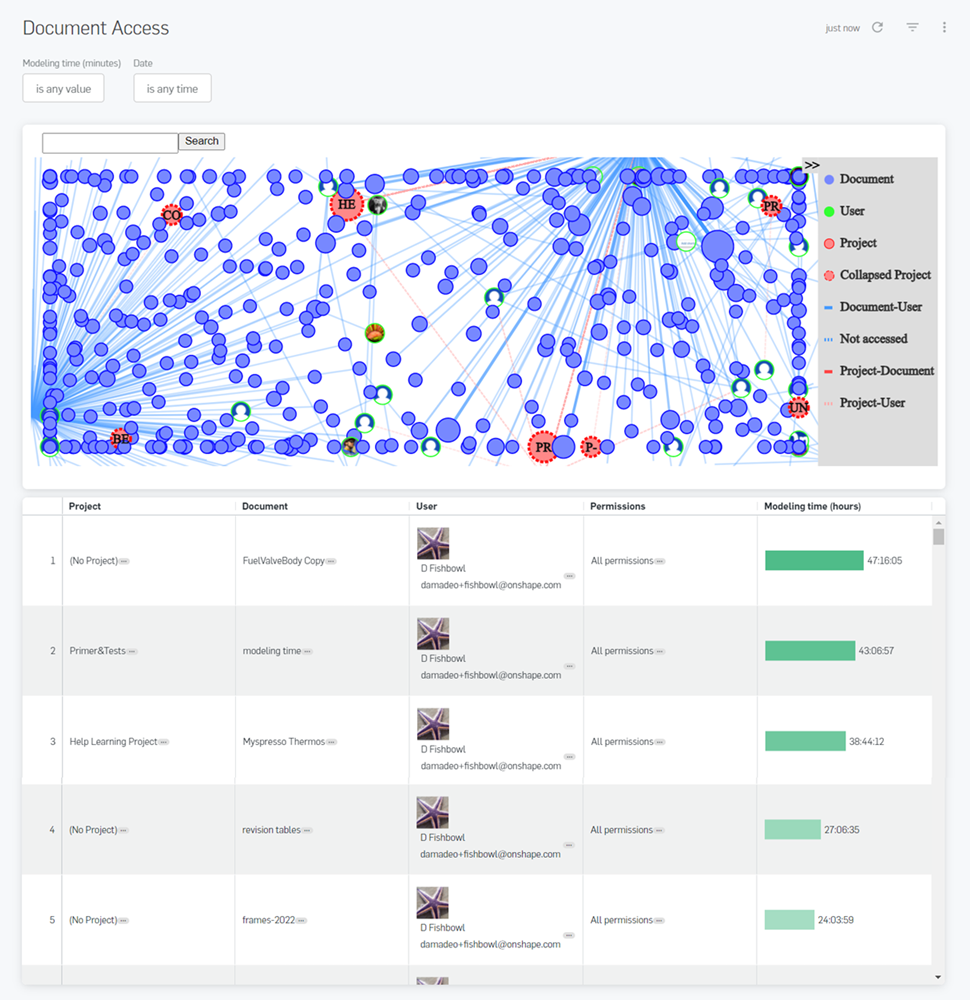 Document Access
just now
Modeling time (minutes) Date
is any value is any time
Search
>>
Document
User
Project
Collapsed Project
Document-User
Not accessed
Project-Document
Project-User
HE
CO
PR
UN
BE
PR
P-
Project Document User Permissions Modeling time (hours)
1 (No Project) FuelValveBody Copy D Fishbowl All permissions 47:16:05
damadeo+fishbowl@onshape.com
2 Primer&Tests modeling time D Fishbowl All permissions 43:06:57
damadeo+fishbowl@onshape.com
3 Help Learning Project Myspresso Thermos D Fishbowl All permissions 38:44:12
damadeo+fishbowl@onshape.com
4 (No Project) revision tables D Fishbowl All permissions 27:06:35
damadeo+fishbowl@onshape.com
5 (No Project) frames-2022 D Fishbowl All permissions 24:03:59
damadeo+fishbowl@onshape.com